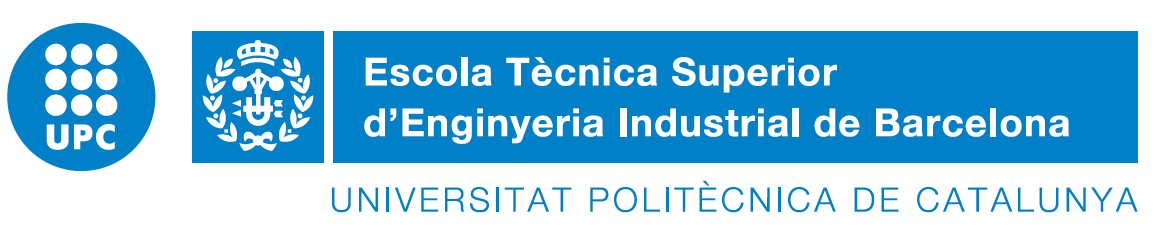 UPC
Escola Tècnica Superior
d'Enginyeria Industrial de Barcelona
UNIVERSITAT POLITÈCNICA DE CATALUNYA